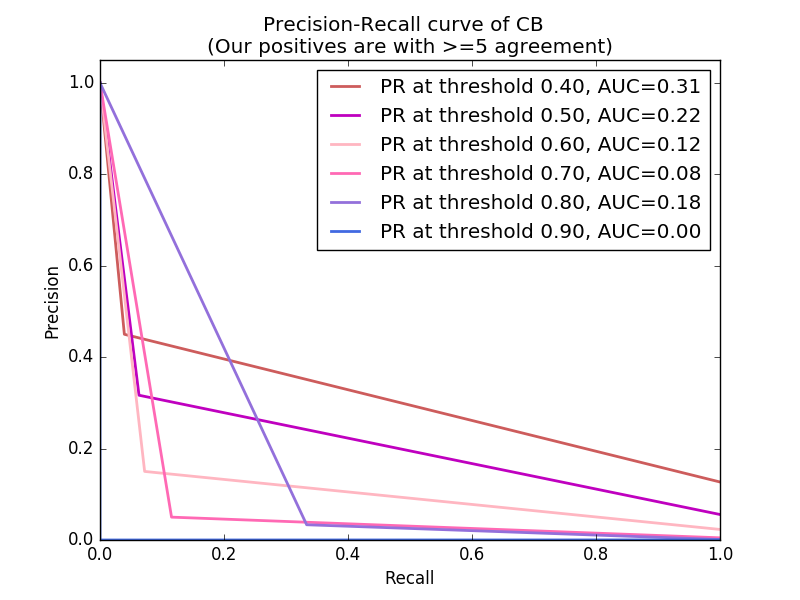 Precision-Recall curve of CB
(Our positives are with >=5 agreement)
PR at threshold 0.40, AUC=0.31
PR at threshold 0.50, AUC=0.22
PR at threshold 0.60, AUC=0.12
PR at threshold 0.70, AUC=0.08
PR at threshold 0.80, AUC=0.18
PR at threshold 0.90, AUC=0.00
Precision
1.0
0.8
0.6
0.4
0.2
0.0
0.0 0.2 0.4 0.6 0.8 1.0
Recall